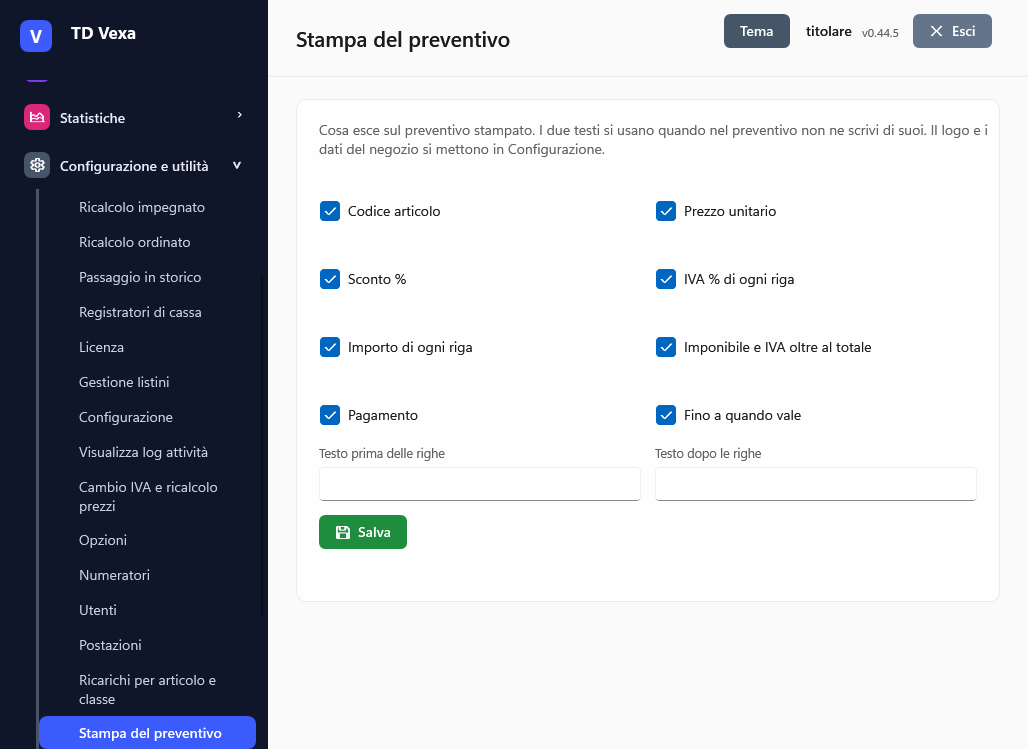 V
TD Vexa
Statistiche
Configurazione e utilità
Ricalcolo impegnato
Ricalcolo ordinato
Passaggio in storico
Registratori di cassa
Licenza
Gestione listini
Configurazione
Visualizza log attività
Cambio IVA e ricalcolo
prezzi
Opzioni
Numeratori
Utenti
Postazioni
Ricarichi per articolo e
classe
Stampa del preventivo
Stampa del preventivo
Tema
titolare v0.44.5
Esci
Cosa esce sul preventivo stampato. I due testi si usano quando nel preventivo non ne scrivi di suoi. Il logo e i
dati del negozio si mettono in Configurazione.
Codice articolo
Prezzo unitario
Sconto %
IVA % di ogni riga
Importo di ogni riga
Imponibile e IVA oltre al totale
Pagamento
Fino a quando vale
Testo prima delle righe
Testo dopo le righe
Salva